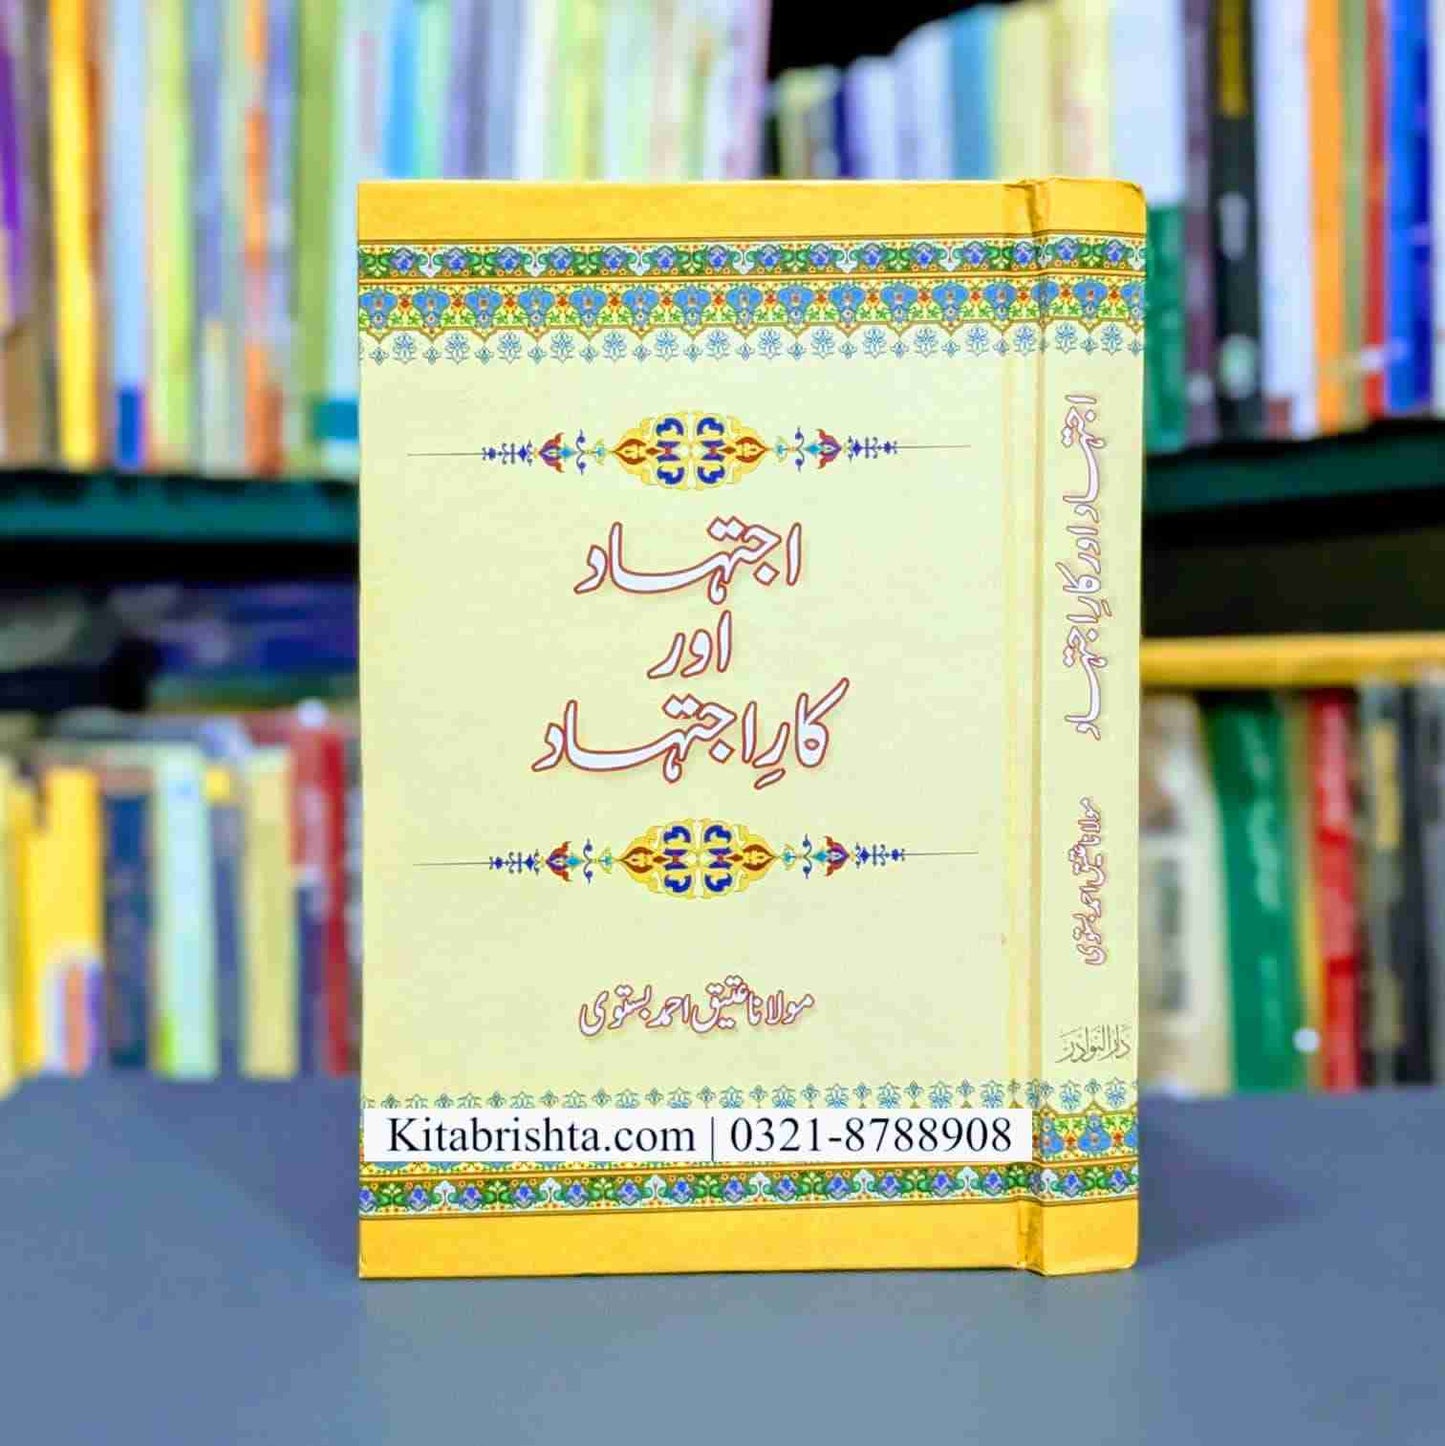 اجتہاد
اور
کارِ اجتہاد
مولانا عتیق احمد بستوی
Kitabrishta.com | 0321-8788908
اجتہاد اور کارِ اجتہاد
مولانا عتیق احمد بستوی
دار النوادر